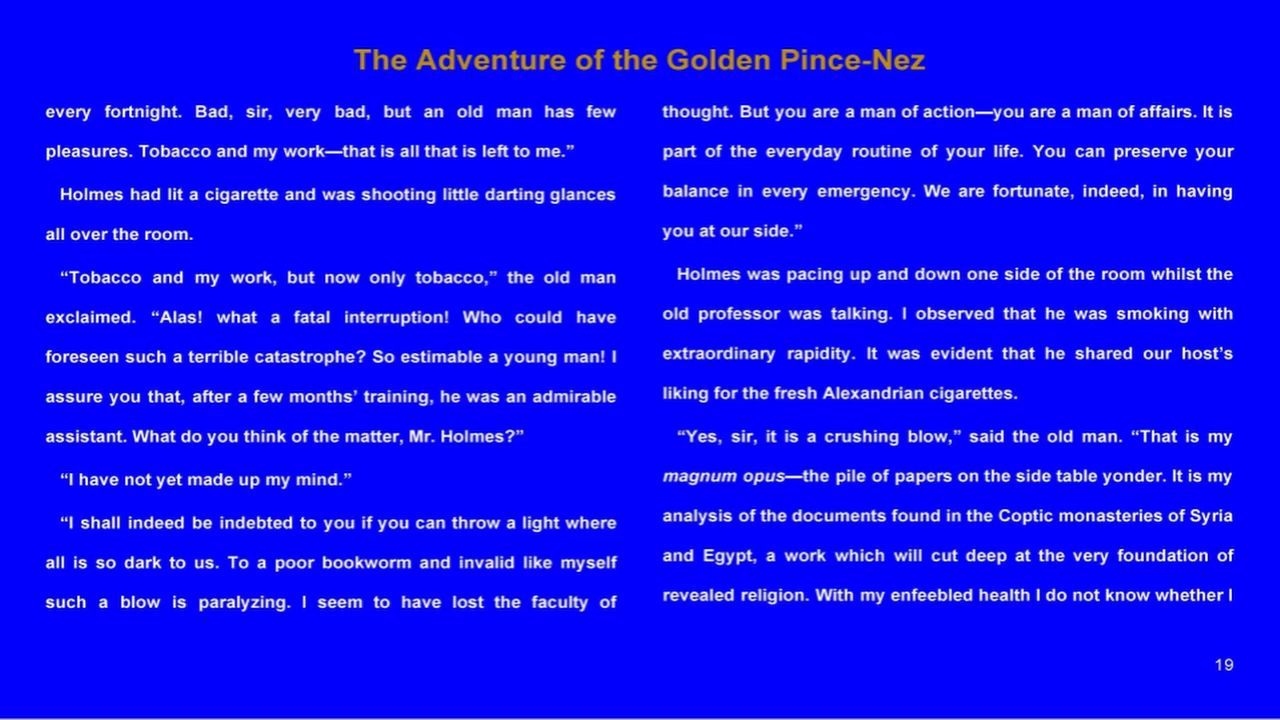 The Adventure of the Golden Pince-Nez
every fortnight. Bad, sir, very bad, but an old man has few
pleasures. Tobacco and my work—that is all that is left to me.”
Holmes had lit a cigarette and was shooting little darting glances
all over the room.
“Tobacco and my work, but now only tobacco,” the old man
exclaimed. “Alas! what a fatal interruption! Who could have
foreseen such a terrible catastrophe? So estimable a young man! I
assure you that, after a few months’ training, he was an admirable
assistant. What do you think of the matter, Mr. Holmes?”
“I have not yet made up my mind.”
“I shall indeed be indebted to you if you can throw a light where
all is so dark to us. To a poor bookworm and invalid like myself
such a blow is paralyzing. I seem to have lost the faculty of
thought. But you are a man of action—you are a man of affairs. It is
part of the everyday routine of your life. You can preserve your
balance in every emergency. We are fortunate, indeed, in having
you at our side.”
Holmes was pacing up and down one side of the room whilst the
old professor was talking. I observed that he was smoking with
extraordinary rapidity. It was evident that he shared our host’s
liking for the fresh Alexandrian cigarettes.
“Yes, sir, it is a crushing blow,” said the old man. “That is my
magnum opus—the pile of papers on the side table yonder. It is my
analysis of the documents found in the Coptic monasteries of Syria
and Egypt, a work which will cut deep at the very foundation of
revealed religion. With my enfeebled health I do not know whether I
19